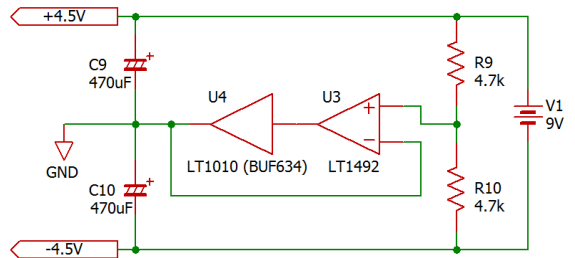 +4.5V
C9
470uF
+
U4
U3
R9
4.7k
V1
9V
+
−
GND
LT1010 (BUF634)
LT1492
C10
470uF
+
R10
4.7k
-4.5V